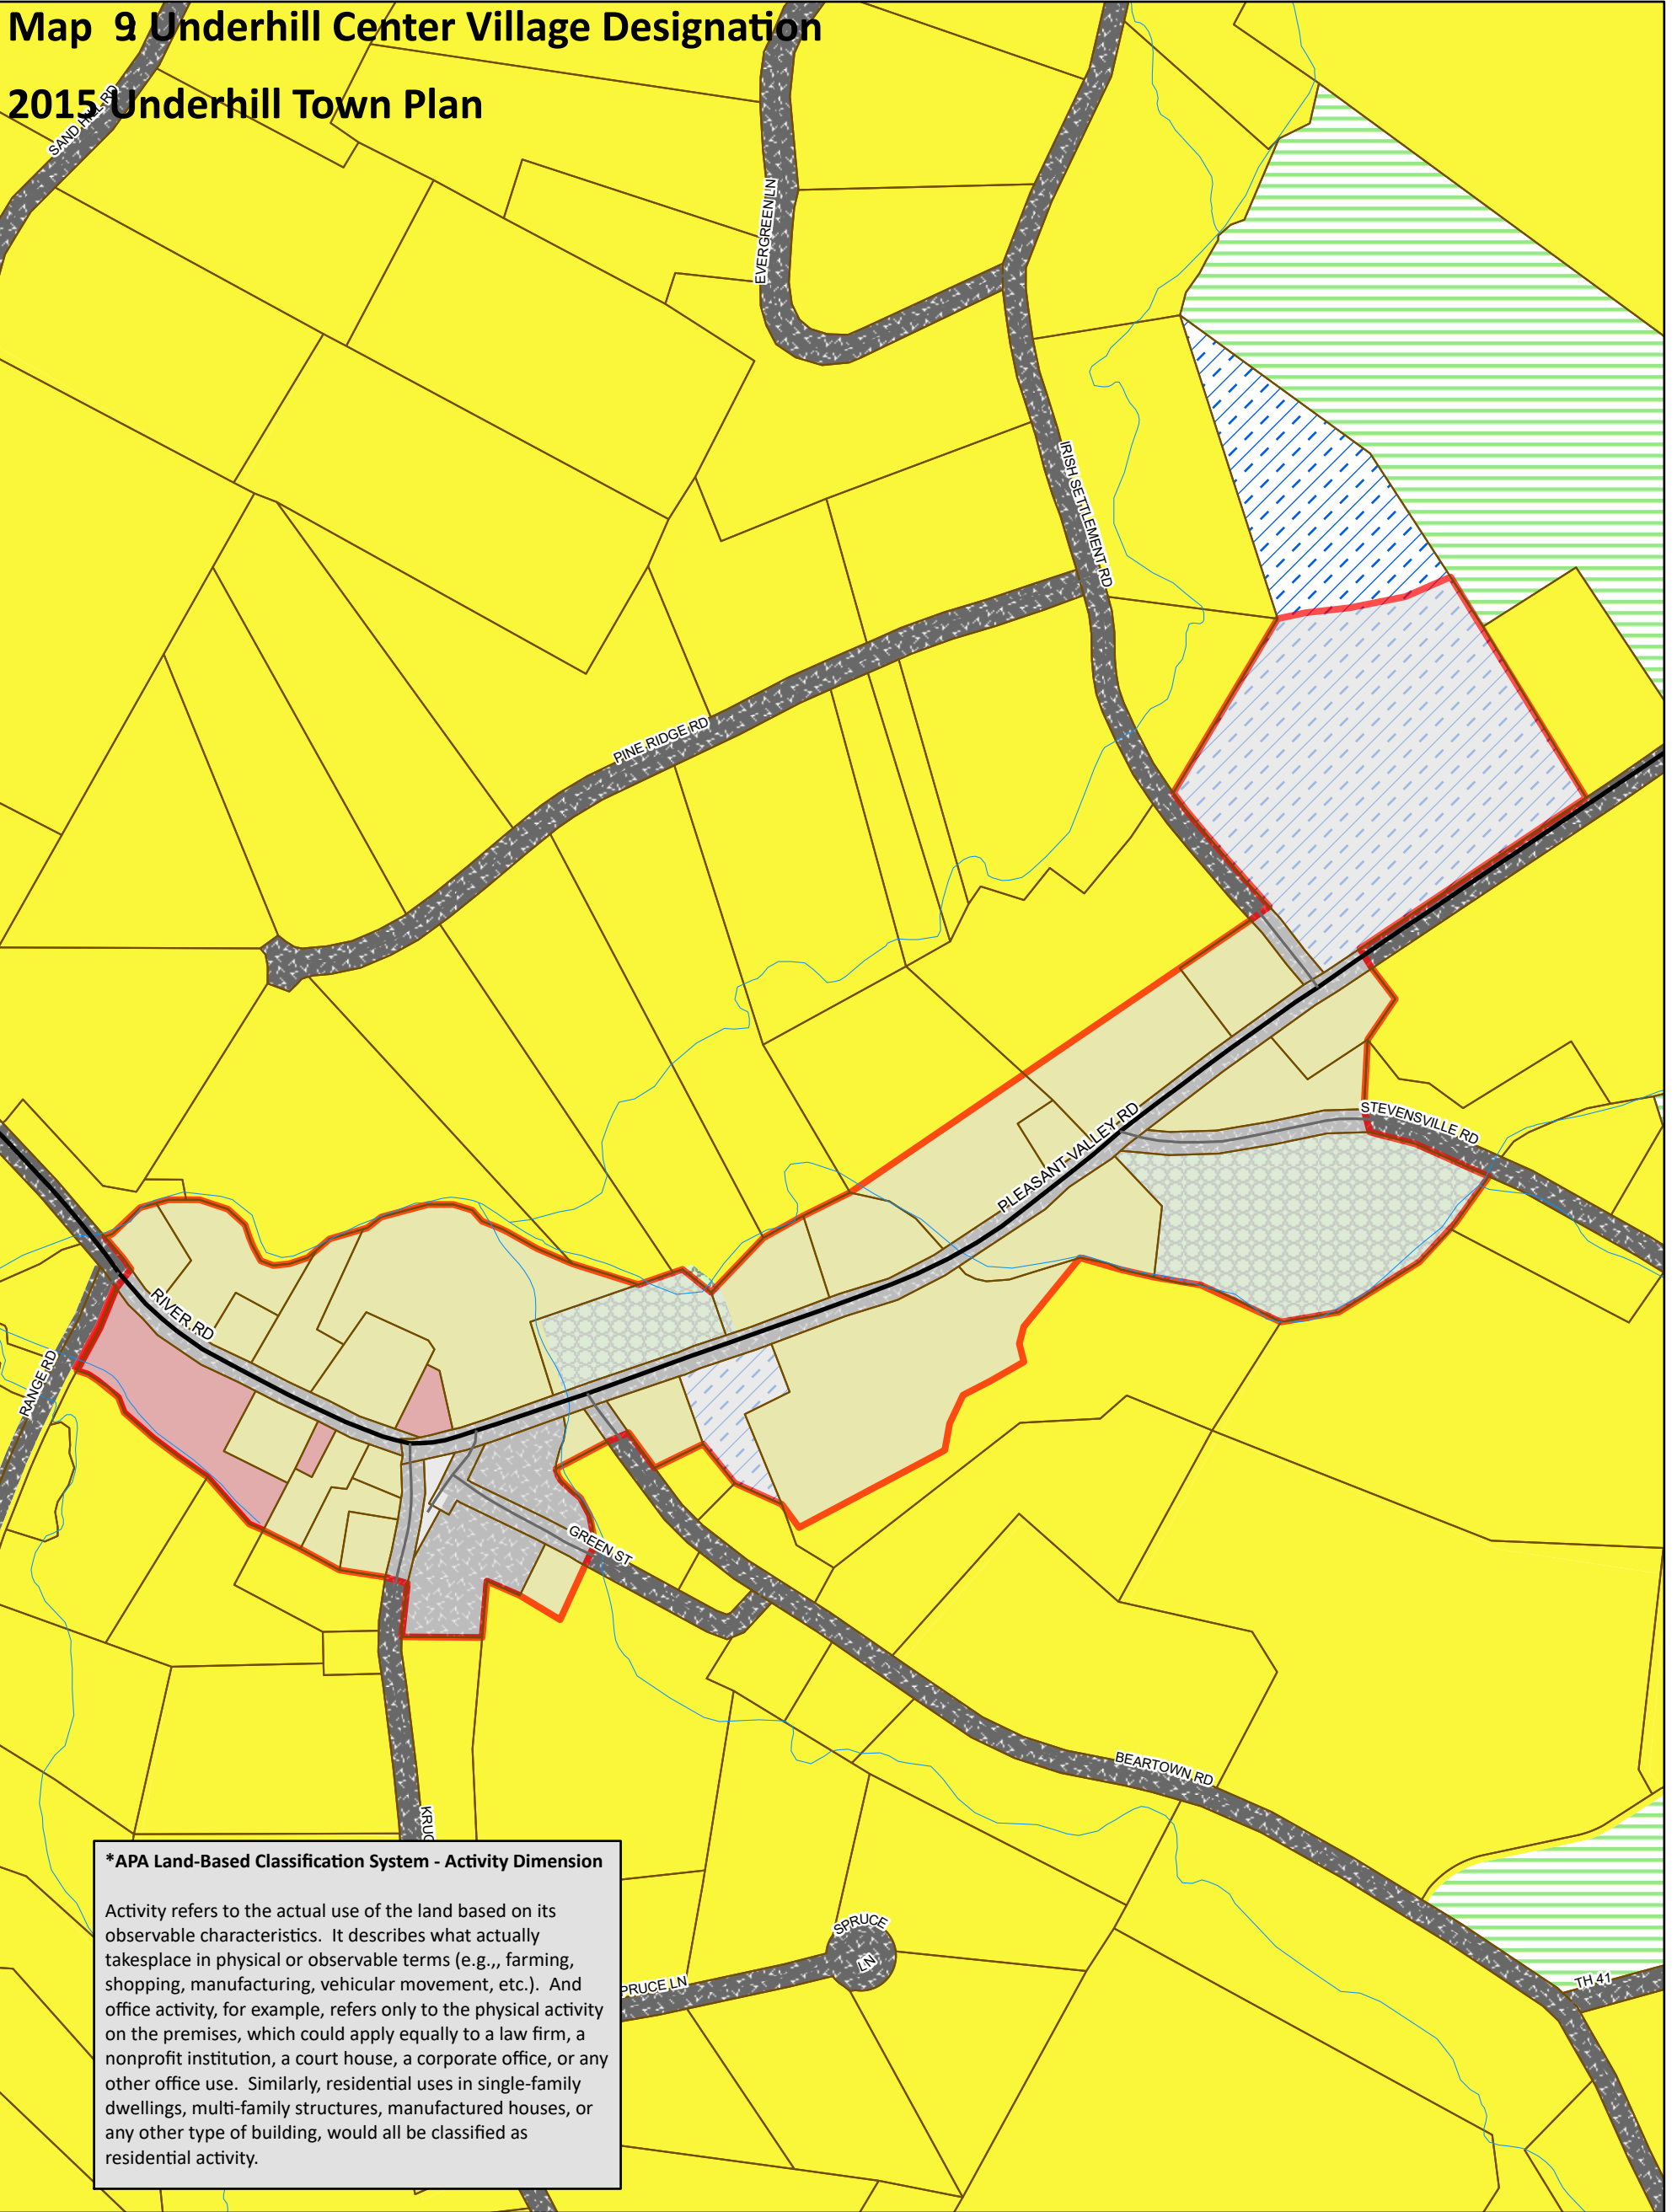 Map 9: Underhill Center Village Designation
2015 Underhill Town Plan
SAND HILL RD
EVERGREEN LN
IRISH SETTLEMENT RD
PINE RIDGE RD
PLEASANT VALLEY RD
STEVENSVILLE RD
RIVER RD
RANGE RD
GREEN ST
BEARTOWN RD
KRUG
SPRUCE
LN
PRUCE LN
TH 41
*APA Land-Based Classification System - Activity Dimension
Activity refers to the actual use of the land based on its
observable characteristics. It describes what actually
takesplace in physical or observable terms (e.g.,, farming,
shopping, manufacturing, vehicular movement, etc.). And
office activity, for example, refers only to the physical activity
on the premises, which could apply equally to a law firm, a
nonprofit institution, a court house, a corporate office, or any
other office use. Similarly, residential uses in single-family
dwellings, multi-family structures, manufactured houses, or
any other type of building, would all be classified as
residential activity.